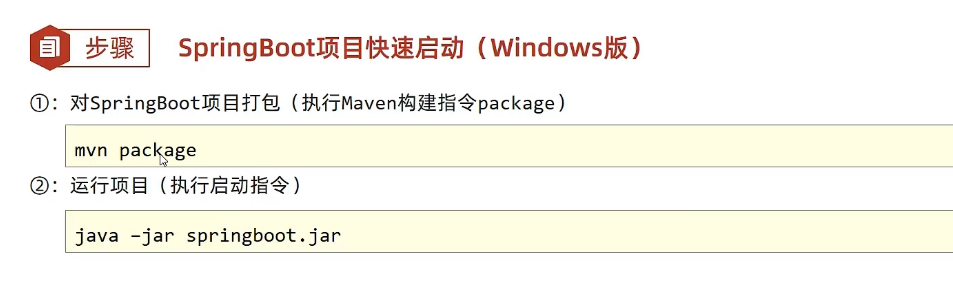 步骤
SpringBoot项目快速启动（Windows版）
①：对SpringBoot项目打包（执行Maven构建指令package）
mvn package
②：运行项目（执行启动指令）
java –jar springboot.jar